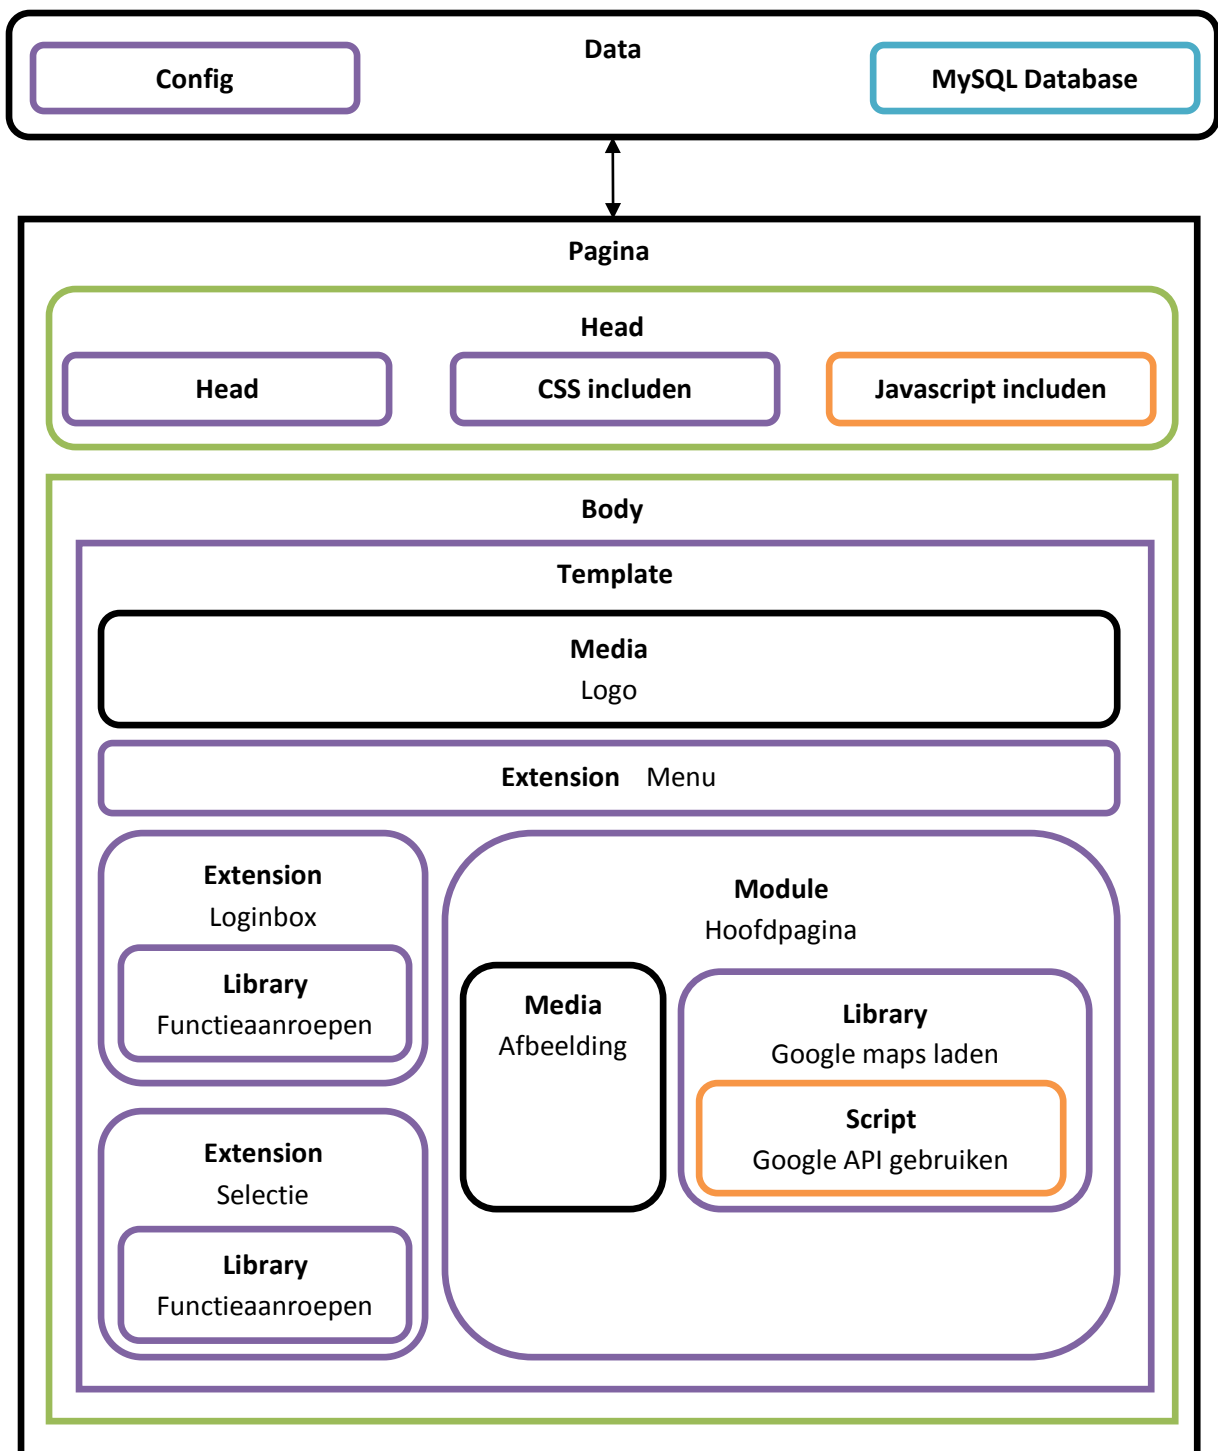 Data
Config
MySQL Database
Pagina
Head
Head
CSS includen
Javascript includen
Body
Template
Media
Logo
Extension Menu
Extension
Loginbox
Library
Functieaanroepen
Module
Hoofdpagina
Media
Afbeelding
Library
Google maps laden
Script
Google API gebruiken
Extension
Selectie
Library
Functieaanroepen